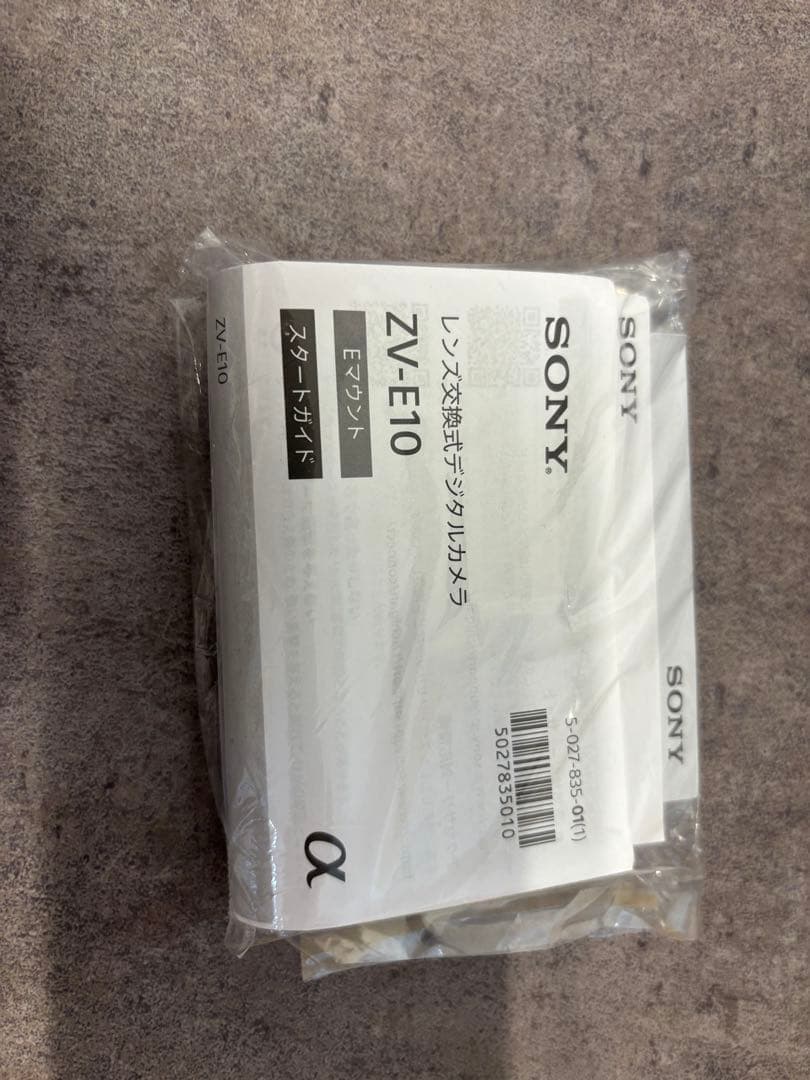 SONY
レンズ交換式デジタルカメラ
ZV-E10
Eマウント
スタートガイド
ZV-E10
5-027-835-01(1)
5027835010
α
SONY
SONY